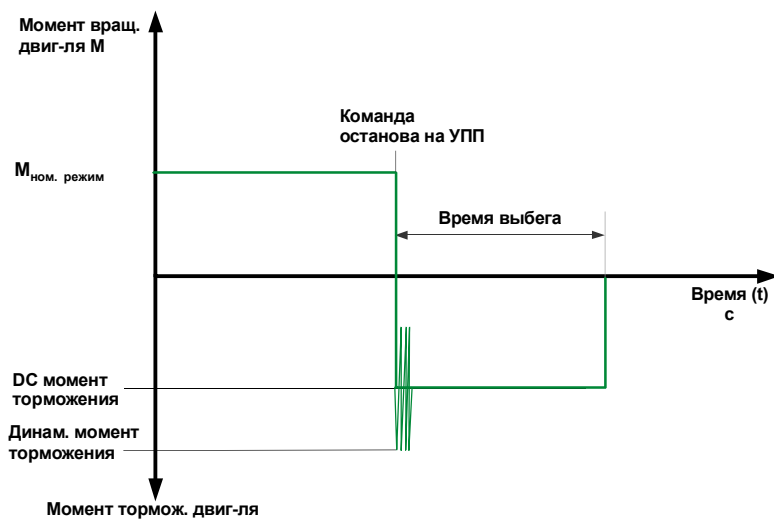 Момент вращ.
двиг-ля М
Команда
останова на УПП
Mном. режим
Время выбега
Время (t)
с
DC момент
торможения
Динам. момент
торможения
Момент тормож. двиг-ля